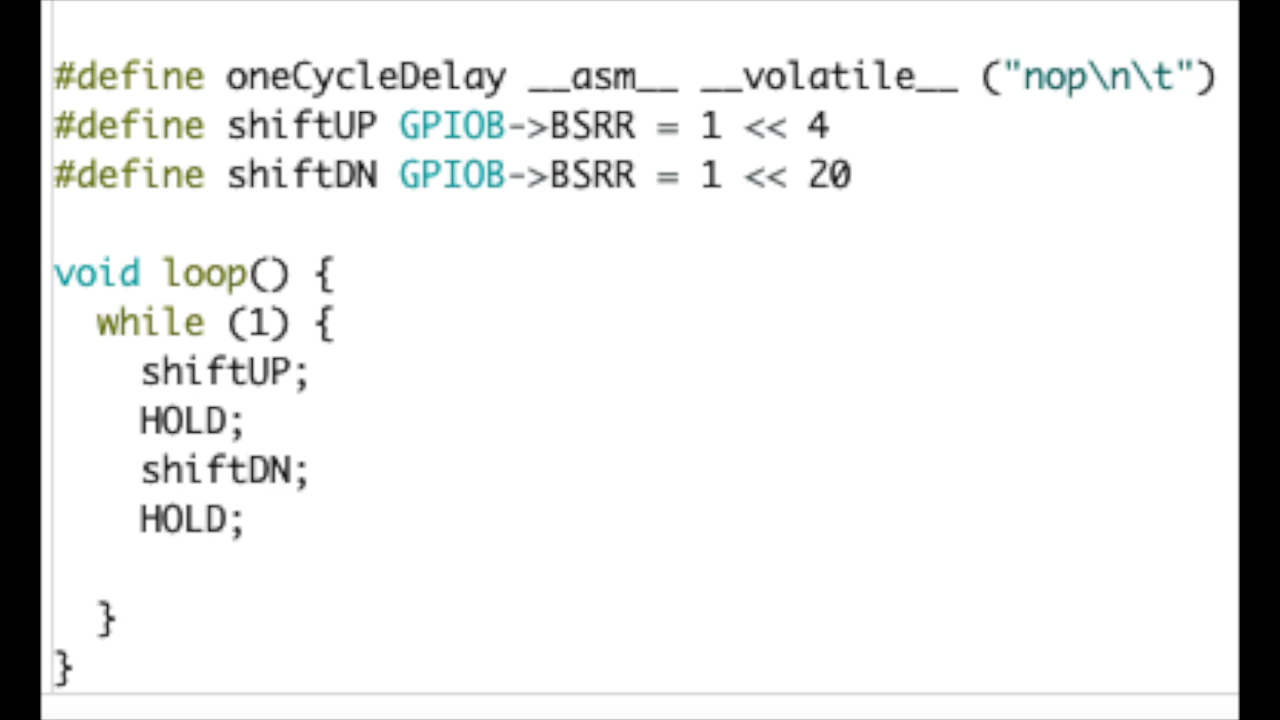 #define oneCycleDelay __asm__ __volatile__ ("nop\n\t")
#define shiftUP GPIOB->BSRR = 1 << 4
#define shiftDN GPIOB->BSRR = 1 << 20
void loop() {
while (1) {
shiftUP;
HOLD;
shiftDN;
HOLD;
}
}